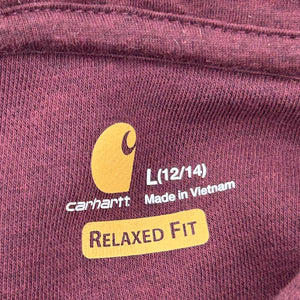 L(12/14)
carhartt Made in Vietnam
RELAXED FIT